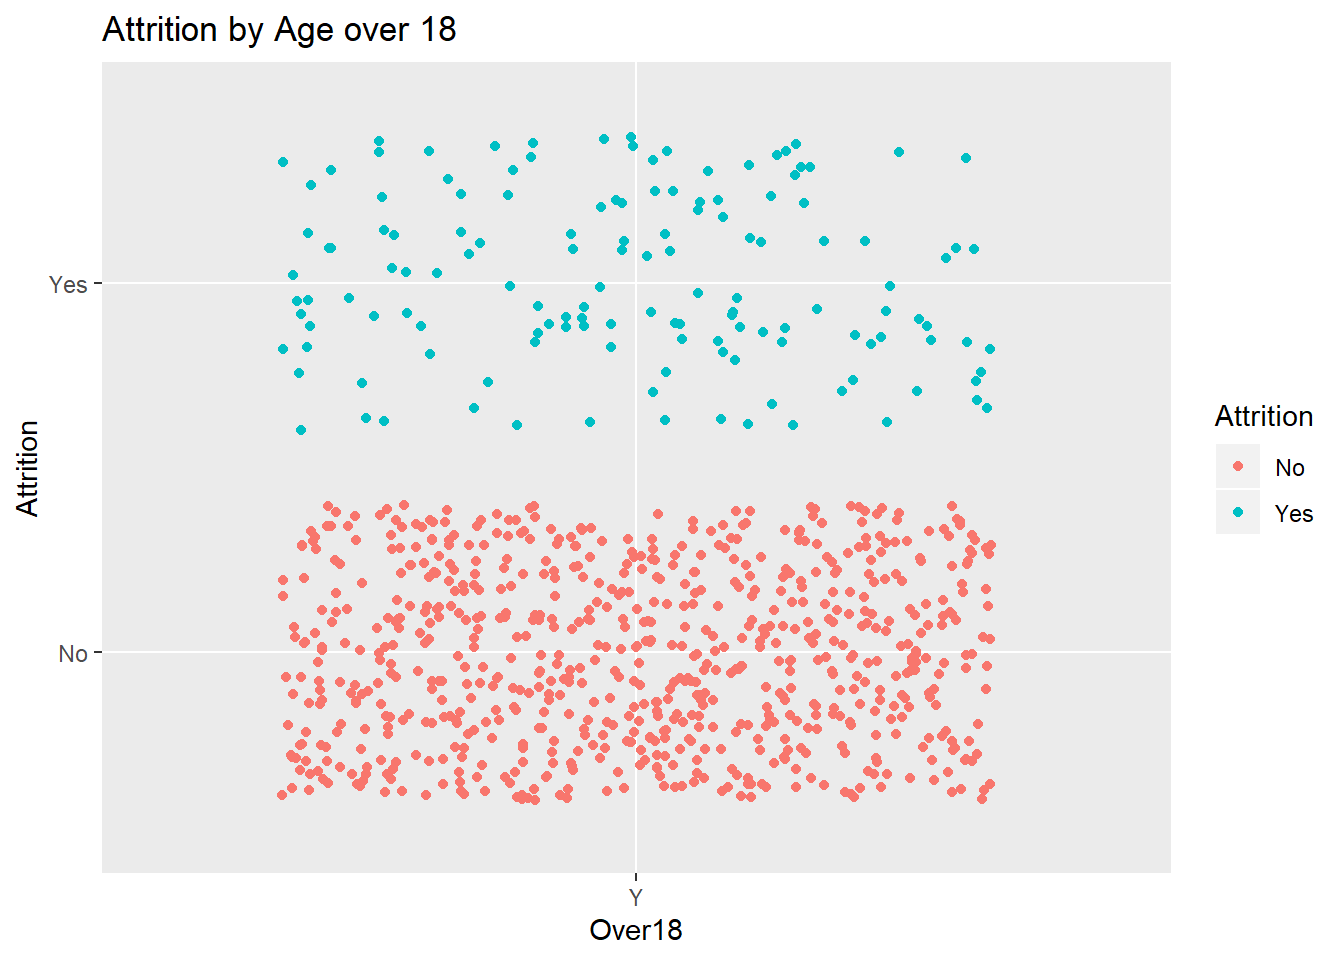 Attrition by Age over 18
Yes
No
Attrition
Y
Over18
Attrition
No
Yes